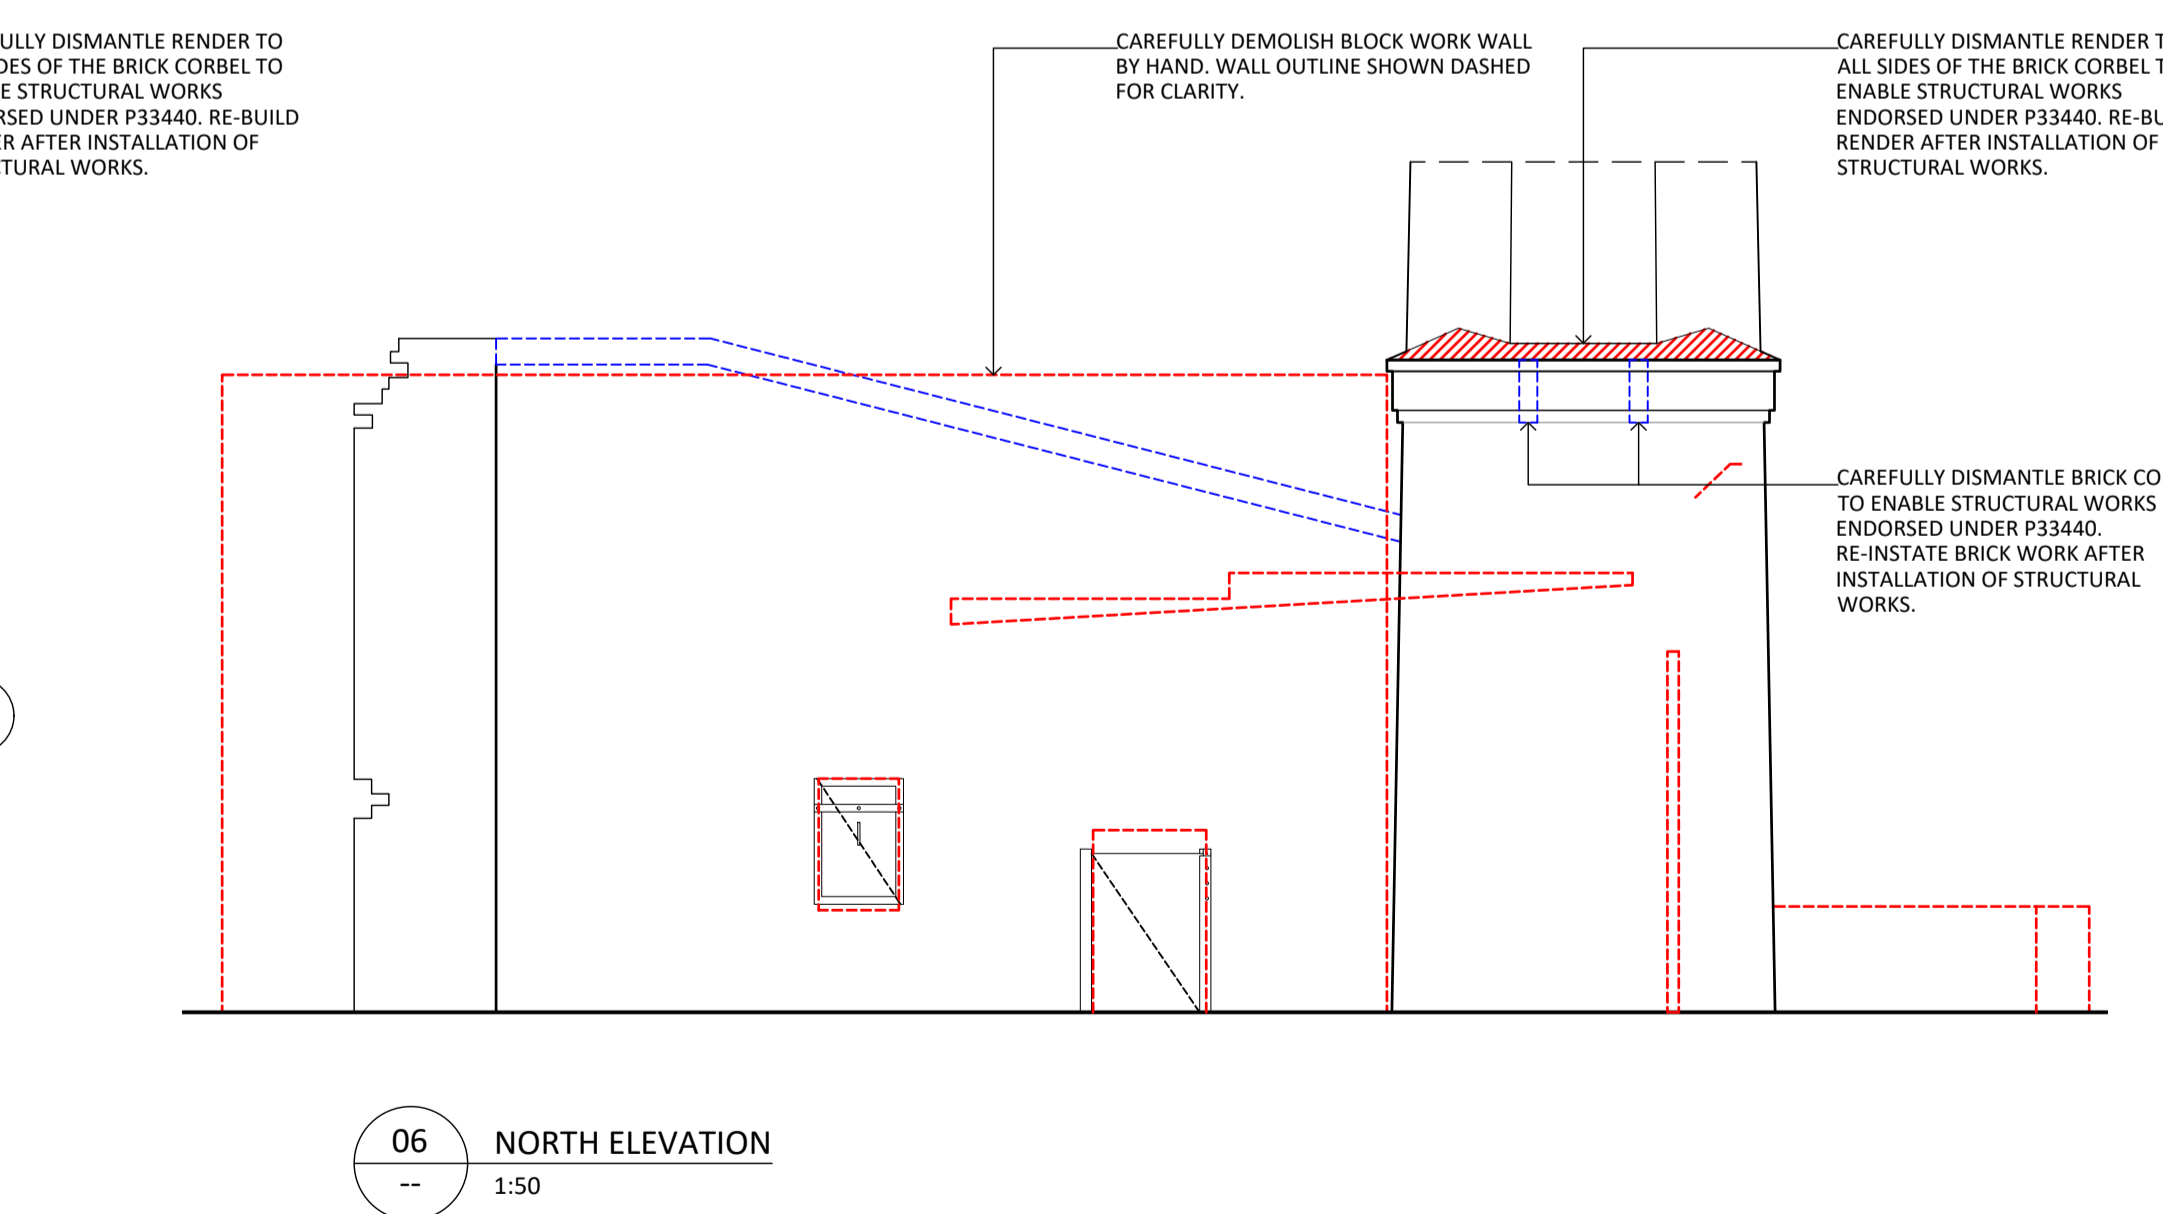 ULLY DISMANTLE RENDER TO
DES OF THE BRICK CORBEL TO
E STRUCTURAL WORKS
RSED UNDER P33440. RE-BUILD
ER AFTER INSTALLATION OF
CTURAL WORKS.
CAREFULLY DEMOLISH BLOCK WORK WALL
BY HAND. WALL OUTLINE SHOWN DASHED
FOR CLARITY.
CAREFULLY DISMANTLE RENDER T
ALL SIDES OF THE BRICK CORBEL T
ENABLE STRUCTURAL WORKS
ENDORSED UNDER P33440. RE-BU
RENDER AFTER INSTALLATION OF
STRUCTURAL WORKS.
CAREFULLY DISMANTLE BRICK CO
TO ENABLE STRUCTURAL WORKS
ENDORSED UNDER P33440.
RE-INSTATE BRICK WORK AFTER
INSTALLATION OF STRUCTURAL
WORKS.
06
--
NORTH ELEVATION
1:50